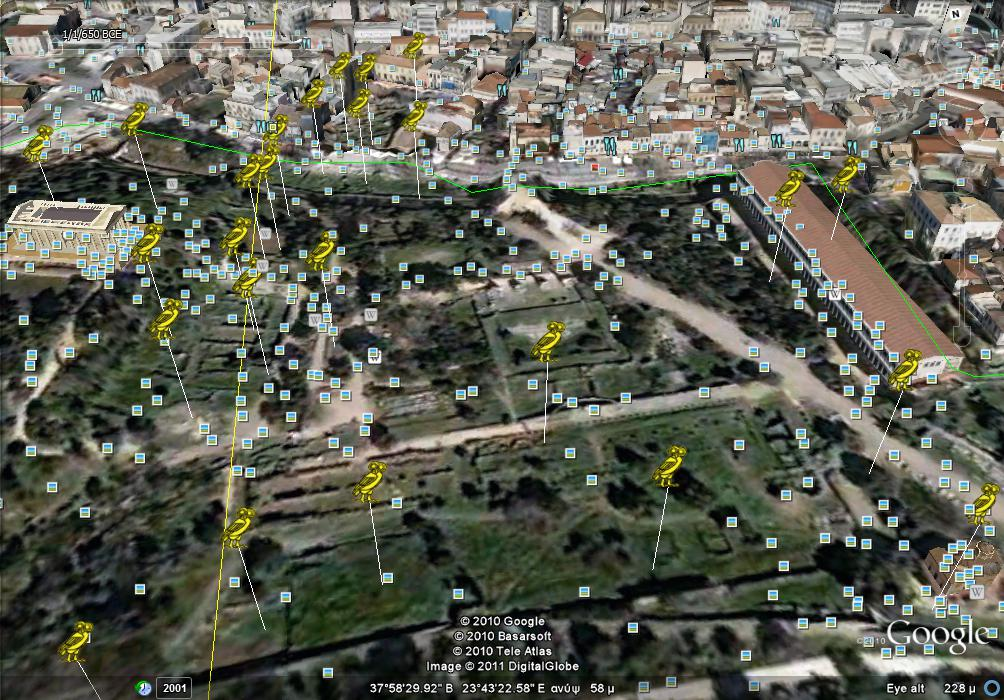 N
1/1/650 BCE
© 2010 Google
© 2010 Basarsoft
© 2010 Tele Atlas
Image © 2011 DigitalGlobe
Google
2001
37°58'29.92" Β 23°43'22.58" Ε ανύψ 58 μ
Eye alt 228 μ